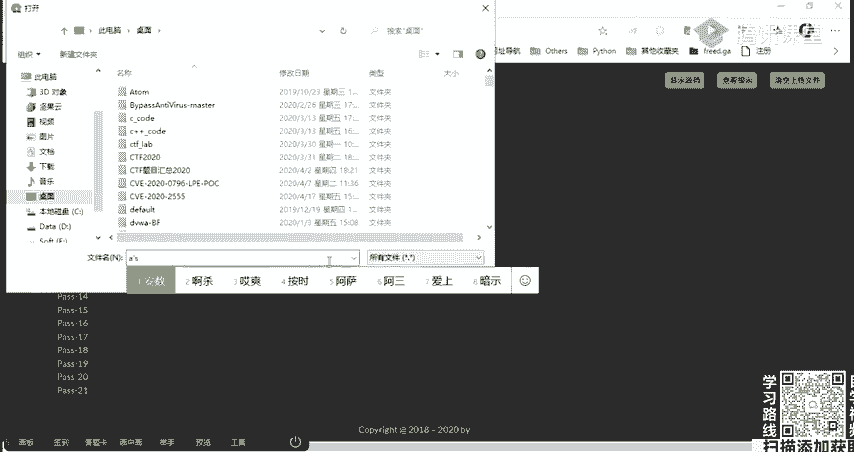 打开
此电脑
桌面
搜索"桌面"
组织
新建文件夹
Others
Python
其他收藏夹
freed.ga
注册
腾讯课堂
显示源码
查看提示
清空上传文件
名称
修改日期
类型
大小
此电脑
3D 对象
视频
图片
文档
下载
音乐
桌面
本地磁盘 (C:)
Data (D:)
Soft (E:)
Atom
2019/10/23 星期三 1...
文件夹
BypassAntiVirus-master
2020/2/26 星期三 17:...
文件夹
c_code
2020/3/13 星期五 17:...
文件夹
c++_code
2020/3/13 星期五 16:...
文件夹
ctf_lab
2020/3/30 星期一 10:...
文件夹
CTF2020
2020/3/31 星期二 18:...
文件夹
CTF题目汇总2020
2020/4/2 星期四 18:21
文件夹
CVE-2020-0796-LPE-POC
2020/4/7 星期二 11:36
文件夹
CVE-2020-2555
2020/4/17 星期五 15:...
文件夹
default
2019/12/19 星期四 1...
文件夹
dvwa-BF
2020/1/3 星期五 15:08
文件夹
文件名(N):
a's
所有文件 (*.*)
2 啊杀
3 哎爽
4 按时
5 阿萨
6 阿三
7 爱上
8 暗示
Pass-14
Pass-15
Pass-16
Pass-17
Pass-18
Pass-19
Pass-20
Pass-21
Copyright @ 2018 - 2020 by
画板
签到
答题卡
画中画
举手
预览
工具
学习路线
扫描添加获取